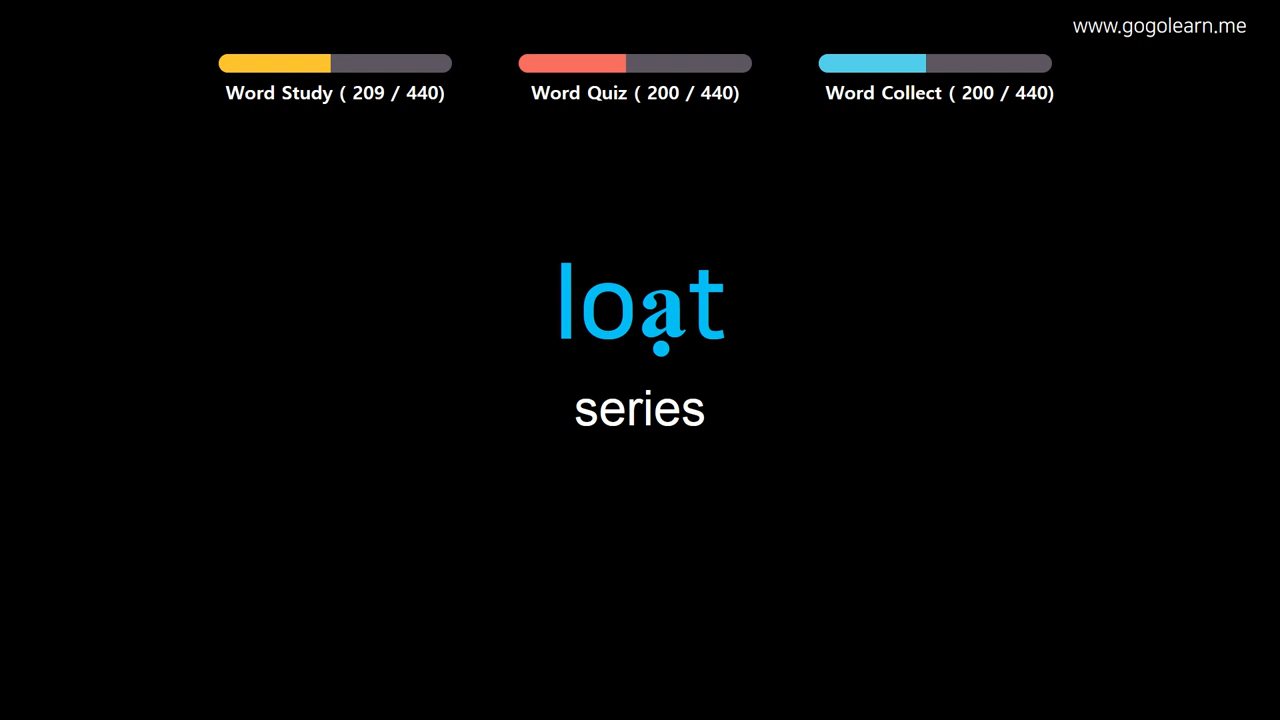 www.gogolearn.me
Word Study ( 209 / 440)
Word Quiz ( 200 / 440)
Word Collect ( 200 / 440)
loạt
series